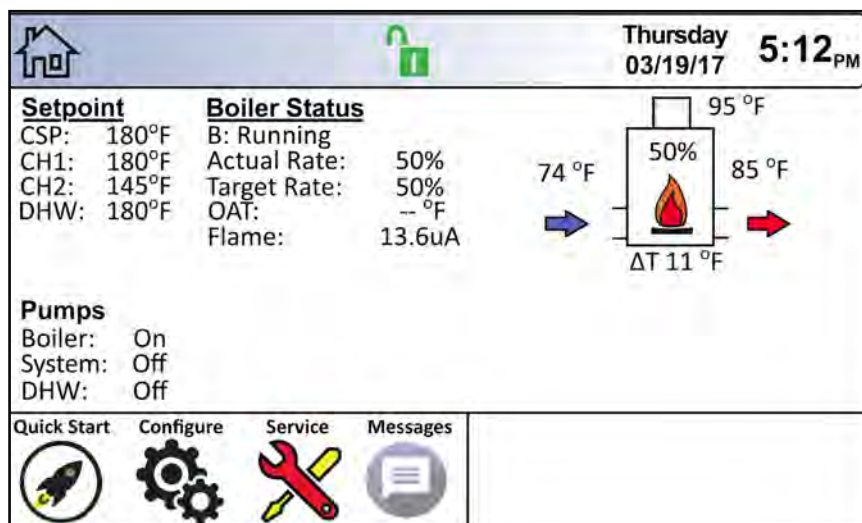 Thursday
03/19/17
5:12 PM
Setpoint
CSP: 180°F
CH1: 180°F
CH2: 145°F
DHW: 180°F
Boiler Status
B: Running
Actual Rate: 50%
Target Rate: 50%
OAT: -- °F
Flame: 13.6uA
95 °F
50%
74 °F
85 °F
ΔT 11 °F
Pumps
Boiler: On
System: Off
DHW: Off
Quick Start
Configure
Service
Messages